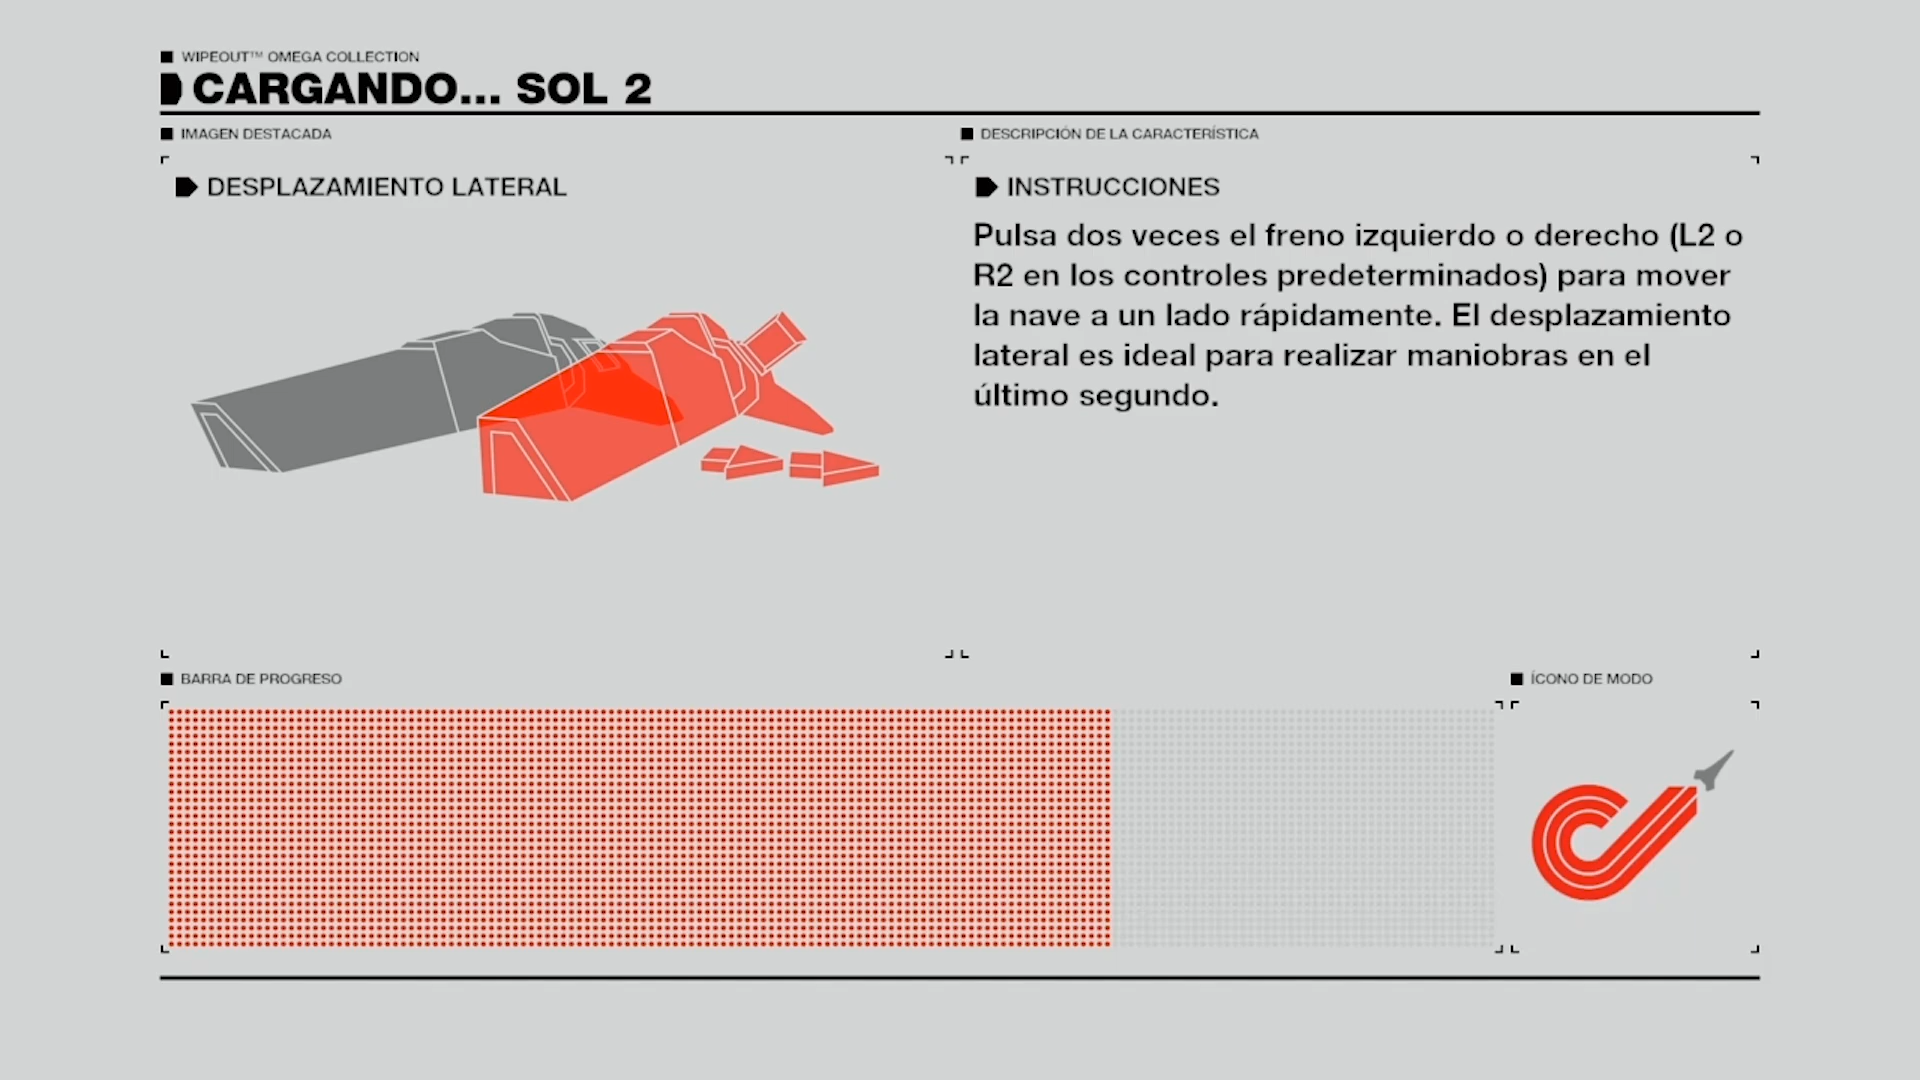 WIPEOUT™ OMEGA COLLECTION
CARGANDO... SOL 2
IMAGEN DESTACADA
DESPLAZAMIENTO LATERAL
DESCRIPCIÓN DE LA CARACTERÍSTICA
INSTRUCCIONES
Pulsa dos veces el freno izquierdo o derecho (L2 o
R2 en los controles predeterminados) para mover
la nave a un lado rápidamente. El desplazamiento
lateral es ideal para realizar maniobras en el
último segundo.
BARRA DE PROGRESO
ÍCONO DE MODO